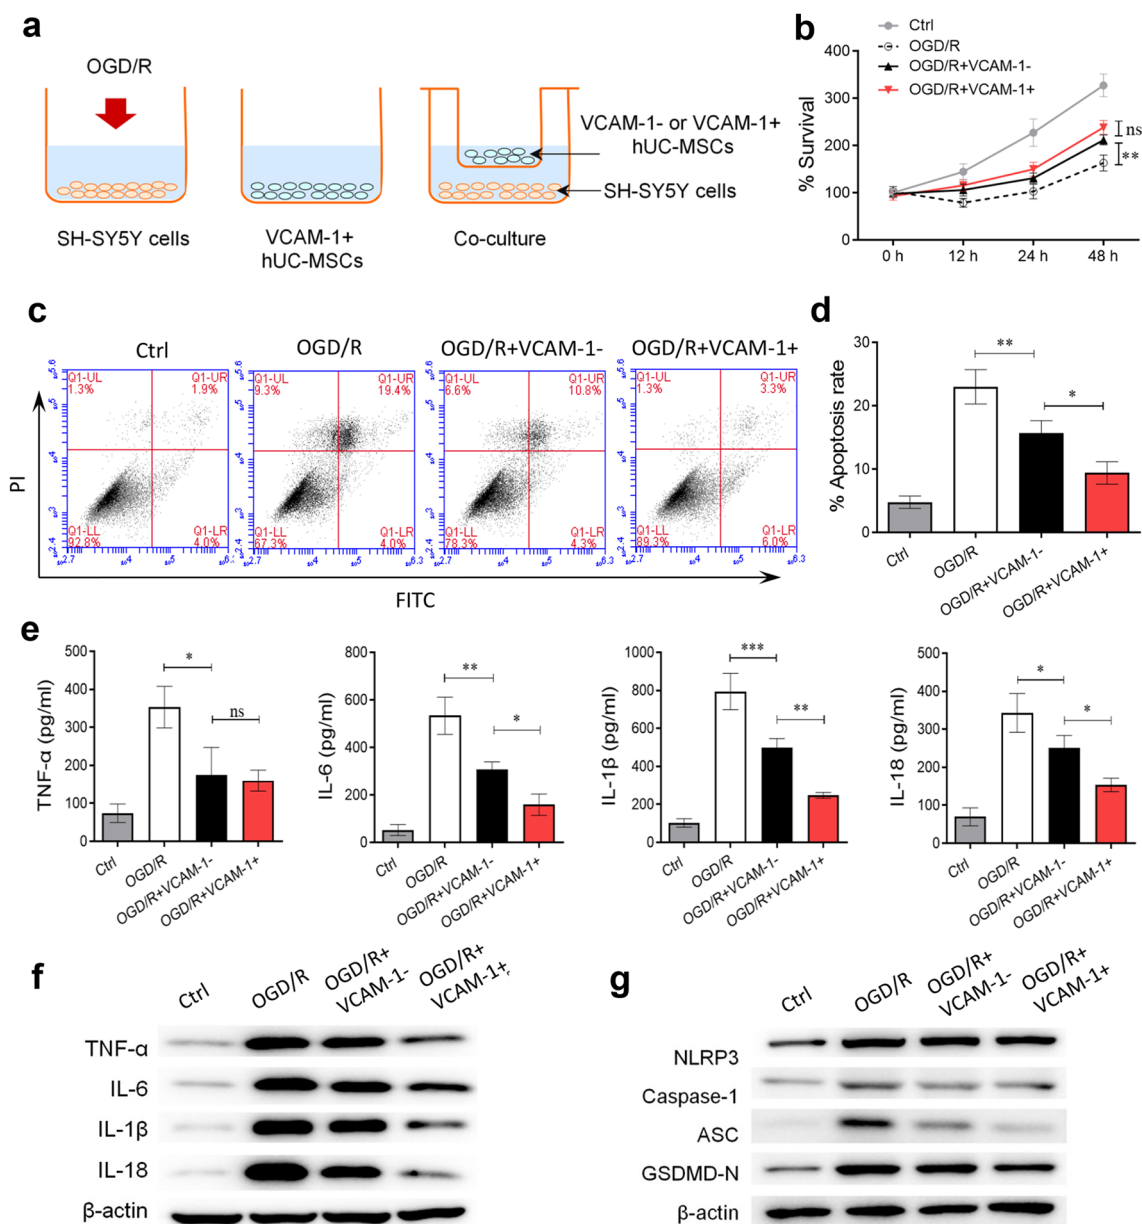 a
OGD/R
SH-SY5Y cells
VCAM-1+
hUC-MSCs
VCAM-1- or VCAM-1+
hUC-MSCs
SH-SY5Y cells
Co-culture
b
Ctrl
OGD/R
OGD/R+VCAM-1-
OGD/R+VCAM-1+
% Survival
400
300
200
100
0
0 h
12 h
24 h
48 h
ns
**
c
Ctrl
OGD/R
OGD/R+VCAM-1-
OGD/R+VCAM-1+
PI
Q1-UL
1.3%
Q1-UR
1.9%
Q1-LL
92.8%
Q1-LR
4.0%
Q1-UL
9.3%
Q1-UR
19.4%
Q1-LL
67.3%
Q1-LR
4.0%
Q1-UL
6.6%
Q1-UR
10.8%
Q1-LL
78.3%
Q1-LR
4.3%
Q1-UL
1.3%
Q1-UR
3.3%
Q1-LL
89.3%
Q1-LR
6.0%
FITC
d
% Apoptosis rate
30
20
10
0
**
*
Ctrl
OGD/R
OGD/R+VCAM-1-
OGD/R+VCAM-1+
e
TNF-α (pg/ml)
500
400
300
200
100
0
*
ns
Ctrl
OGD/R
OGD/R+VCAM-1-
OGD/R+VCAM-1+
IL-6 (pg/ml)
800
600
400
200
0
**
*
Ctrl
OGD/R
OGD/R+VCAM-1-
OGD/R+VCAM-1+
IL-1β (pg/ml)
1000
800
600
400
200
0
***
**
Ctrl
OGD/R
OGD/R+VCAM-1-
OGD/R+VCAM-1+
IL-18 (pg/ml)
500
400
300
200
100
0
*
*
Ctrl
OGD/R
OGD/R+VCAM-1-
OGD/R+VCAM-1+
f
Ctrl
OGD/R
OGD/R+
VCAM-1-
OGD/R+
VCAM-1+
TNF-α
IL-6
IL-1β
IL-18
β-actin
g
Ctrl
OGD/R
OGD/R+
VCAM-1-
OGD/R+
VCAM-1+
NLRP3
Caspase-1
ASC
GSDMD-N
β-actin